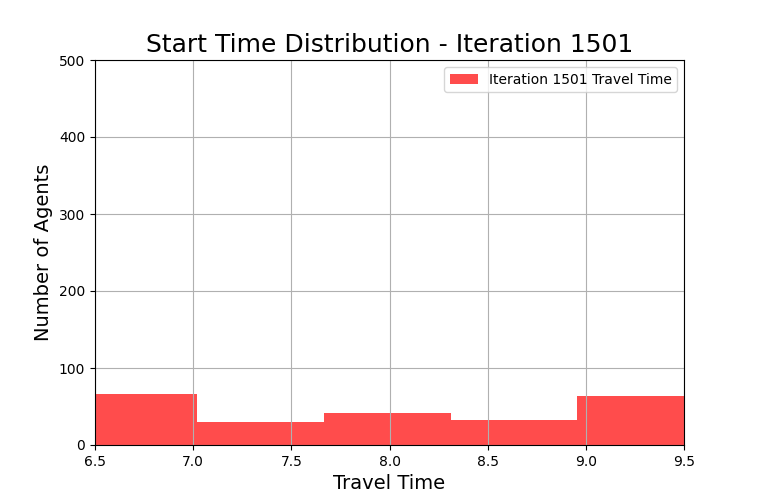 Start Time Distribution - Iteration 1501
Iteration 1501 Travel Time
Number of Agents
500
400
300
200
100
0
6.5 7.0 7.5 8.0 8.5 9.0 9.5
Travel Time